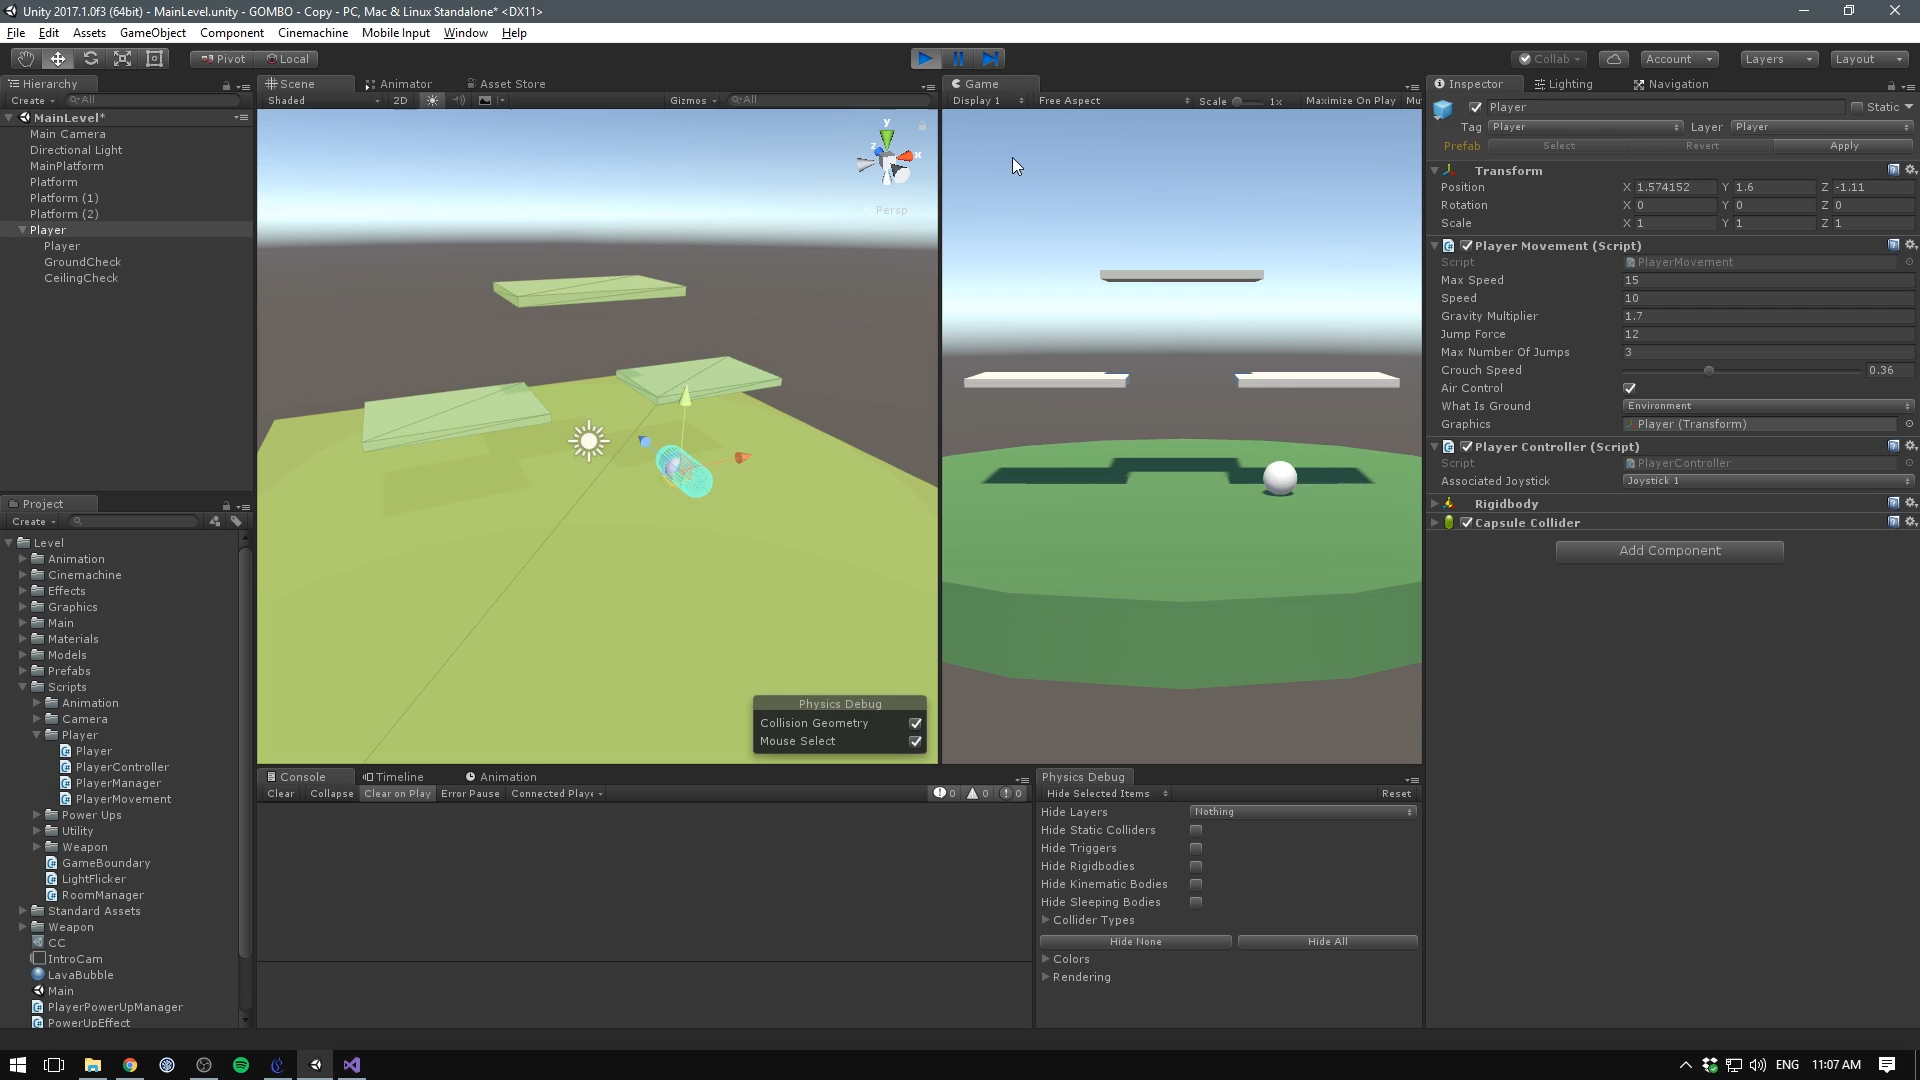 Unity 2017.1.0f3 (64bit) - MainLevel.unity - GOMBO - Copy - PC, Mac & Linux Standalone* <DX11>
File Edit Assets GameObject Component Cinemachine Mobile Input Window Help
Pivot Local Collab Account Layers Layout
Hierarchy
Create All
MainLevel*
Main Camera
Directional Light
MainPlatform
Platform
Platform (1)
Platform (2)
Player
Player
GroundCheck
CeilingCheck
Project
Create
Level
Animation
Cinemachine
Effects
Graphics
Main
Materials
Models
Prefabs
Scripts
Animation
Camera
Player
Player
PlayerController
PlayerManager
PlayerMovement
Power Ups
Utility
Weapon
GameBoundary
LightFlicker
RoomManager
Standard Assets
Weapon
CC
IntroCam
LavaBubble
Main
PlayerPowerUpManager
PowerUpEffect
Scene Animator Asset Store
Shaded 2D Gizmos All
y
z x
Persp
Physics Debug
Collision Geometry
Mouse Select
Game
Display 1 Free Aspect Scale 1x Maximize On Play Mu
Console Timeline Animation
Clear Collapse Clear on Play Error Pause Connected Playe 0 0 0
Physics Debug
Hide Selected Items Reset
Hide Layers Nothing
Hide Static Colliders
Hide Triggers
Hide Rigidbodies
Hide Kinematic Bodies
Hide Sleeping Bodies
Collider Types
Hide None Hide All
Colors
Rendering
Inspector Lighting Navigation
Player Static
Tag Player Layer Player
Prefab Select Revert Apply
Transform
Position X 1.574152 Y 1.6 Z -1.11
Rotation X 0 Y 0 Z 0
Scale X 1 Y 1 Z 1
Player Movement (Script)
Script PlayerMovement
Max Speed 15
Speed 10
Gravity Multiplier 1.7
Jump Force 12
Max Number Of Jumps 3
Crouch Speed 0.36
Air Control
What Is Ground Environment
Graphics Player (Transform)
Player Controller (Script)
Script PlayerController
Associated Joystick Joystick 1
Rigidbody
Capsule Collider
Add Component
ENG 11:07 AM